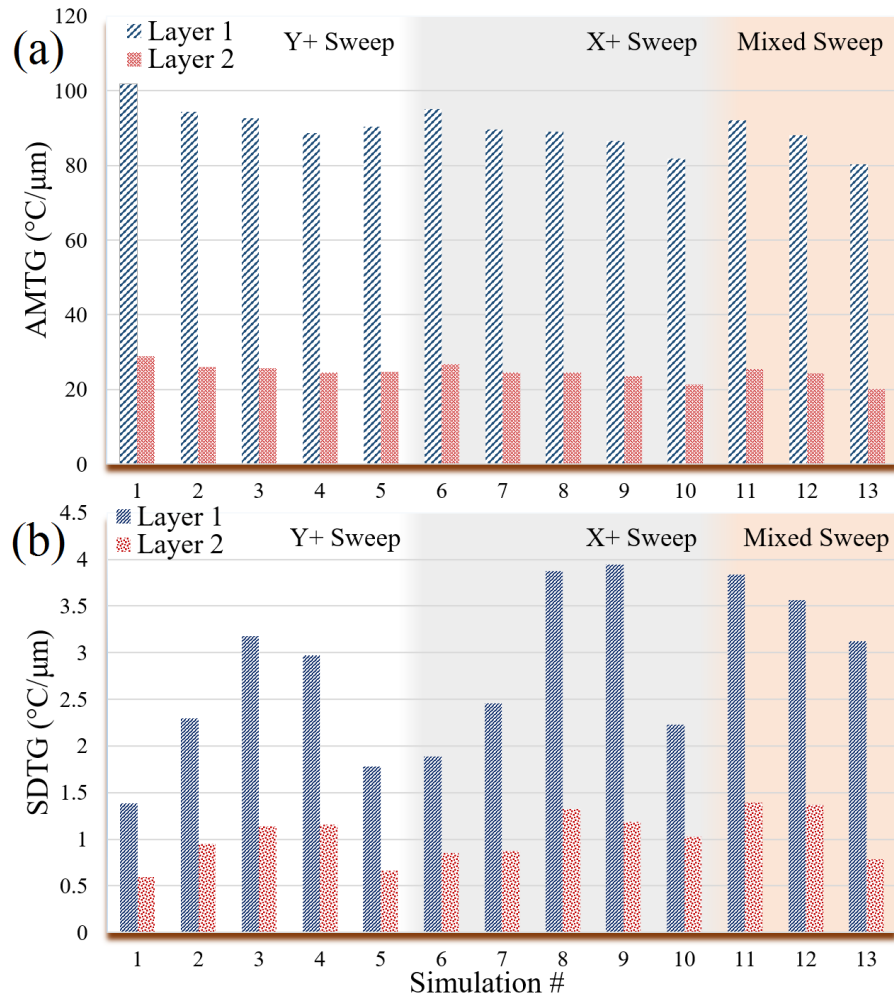 (a)
Layer 1
Layer 2
Y+ Sweep
X+ Sweep
Mixed Sweep
AMTG (°C/μm)
120
100
80
60
40
20
0
1 2 3 4 5 6 7 8 9 10 11 12 13
(b)
Layer 1
Layer 2
Y+ Sweep
X+ Sweep
Mixed Sweep
SDTG (°C/μm)
4.5
4
3.5
3
2.5
2
1.5
1
0.5
0
1 2 3 4 5 6 7 8 9 10 11 12 13
Simulation #